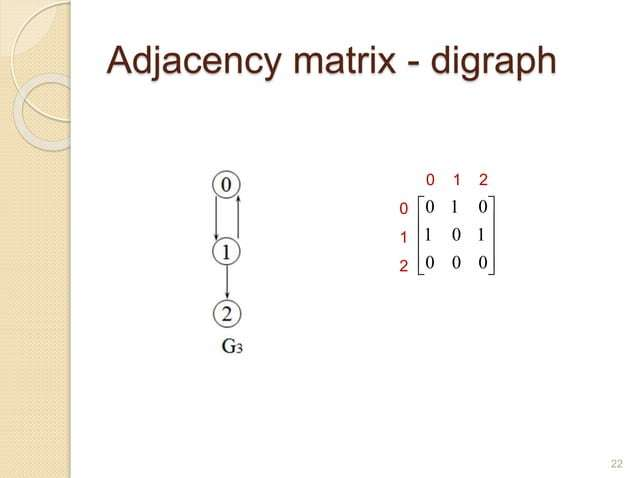 Adjacency matrix - digraph
0
1
2
G3
0 1 2
0 0 1 0
1 1 0 1
2 0 0 0
22